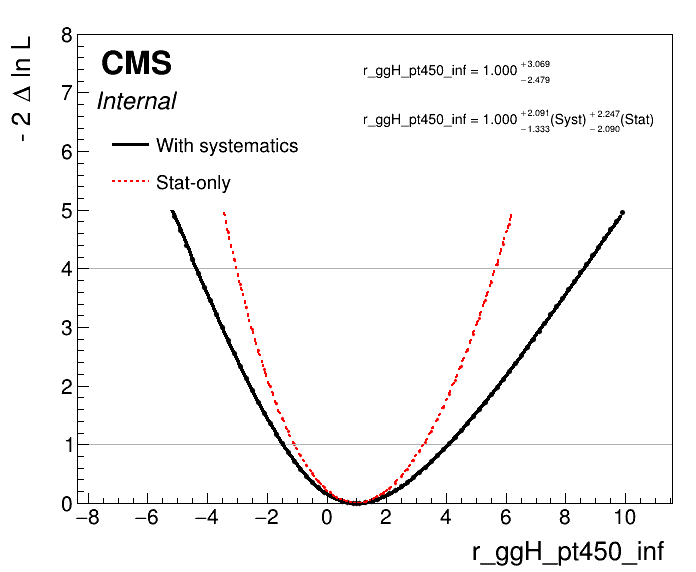 - 2 Δ ln L
CMS
Internal
r_ggH_pt450_inf = 1.000 +3.069 −2.479
r_ggH_pt450_inf = 1.000 +2.091 −1.333 (Syst) +2.247 −2.090 (Stat)
With systematics
Stat-only
8
7
6
5
4
3
2
1
0
−8 −6 −4 −2 0 2 4 6 8 10
r_ggH_pt450_inf